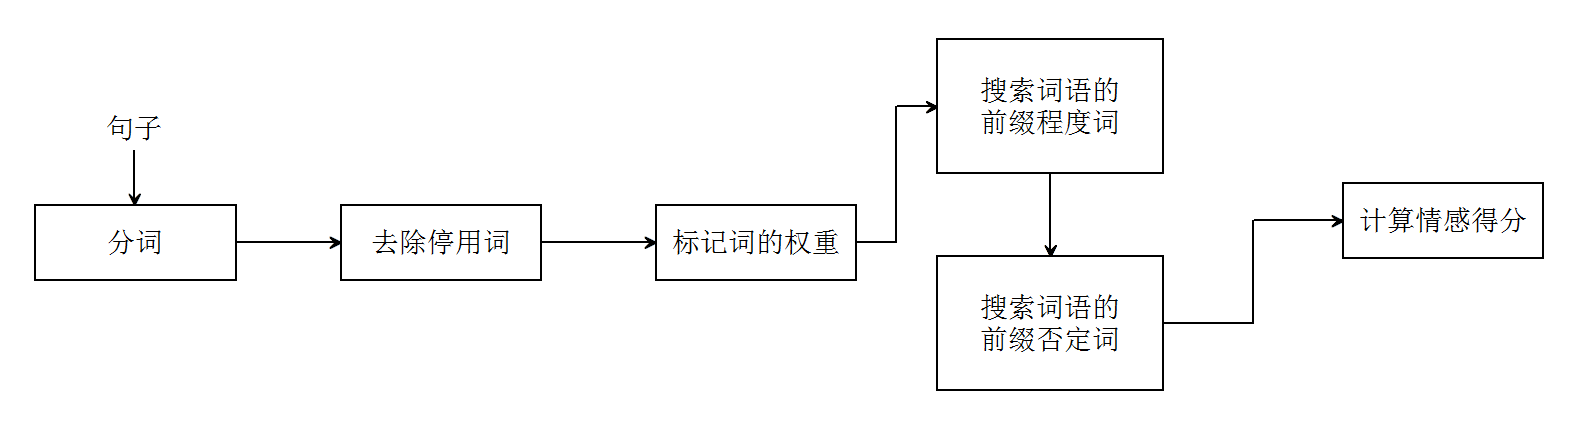 句子
分词
去除停用词
标记词的权重
搜索词语的
前缀程度词
搜索词语的
前缀否定词
计算情感得分